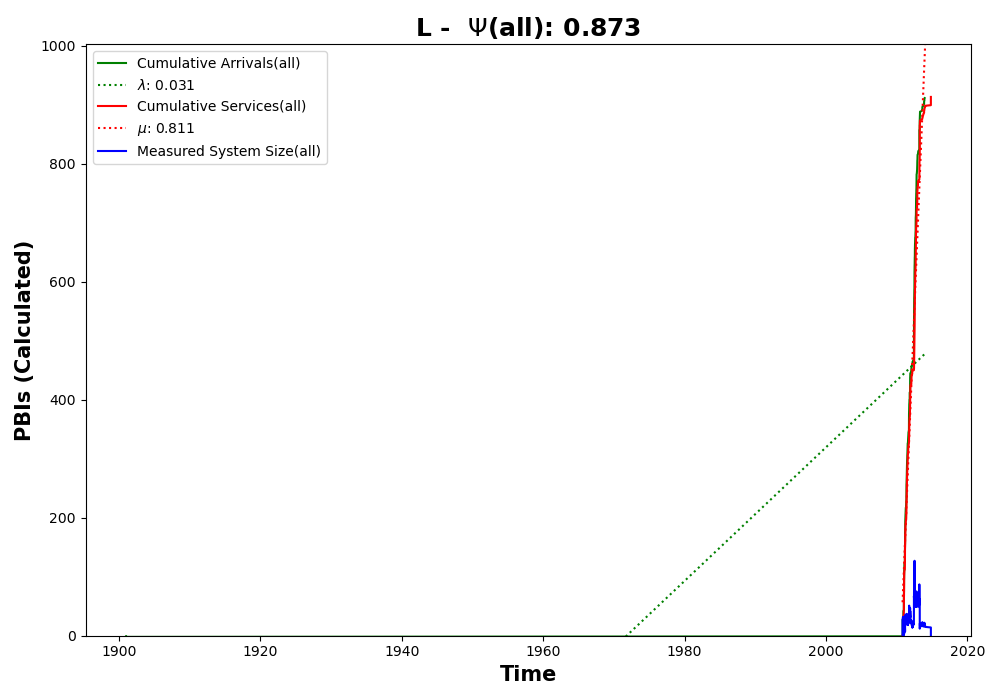 L -  Ψ(all): 0.873
Cumulative Arrivals(all)
λ: 0.031
Cumulative Services(all)
μ: 0.811
Measured System Size(all)
PBIs (Calculated)
1000
800
600
400
200
0
1900 1920 1940 1960 1980 2000 2020
Time